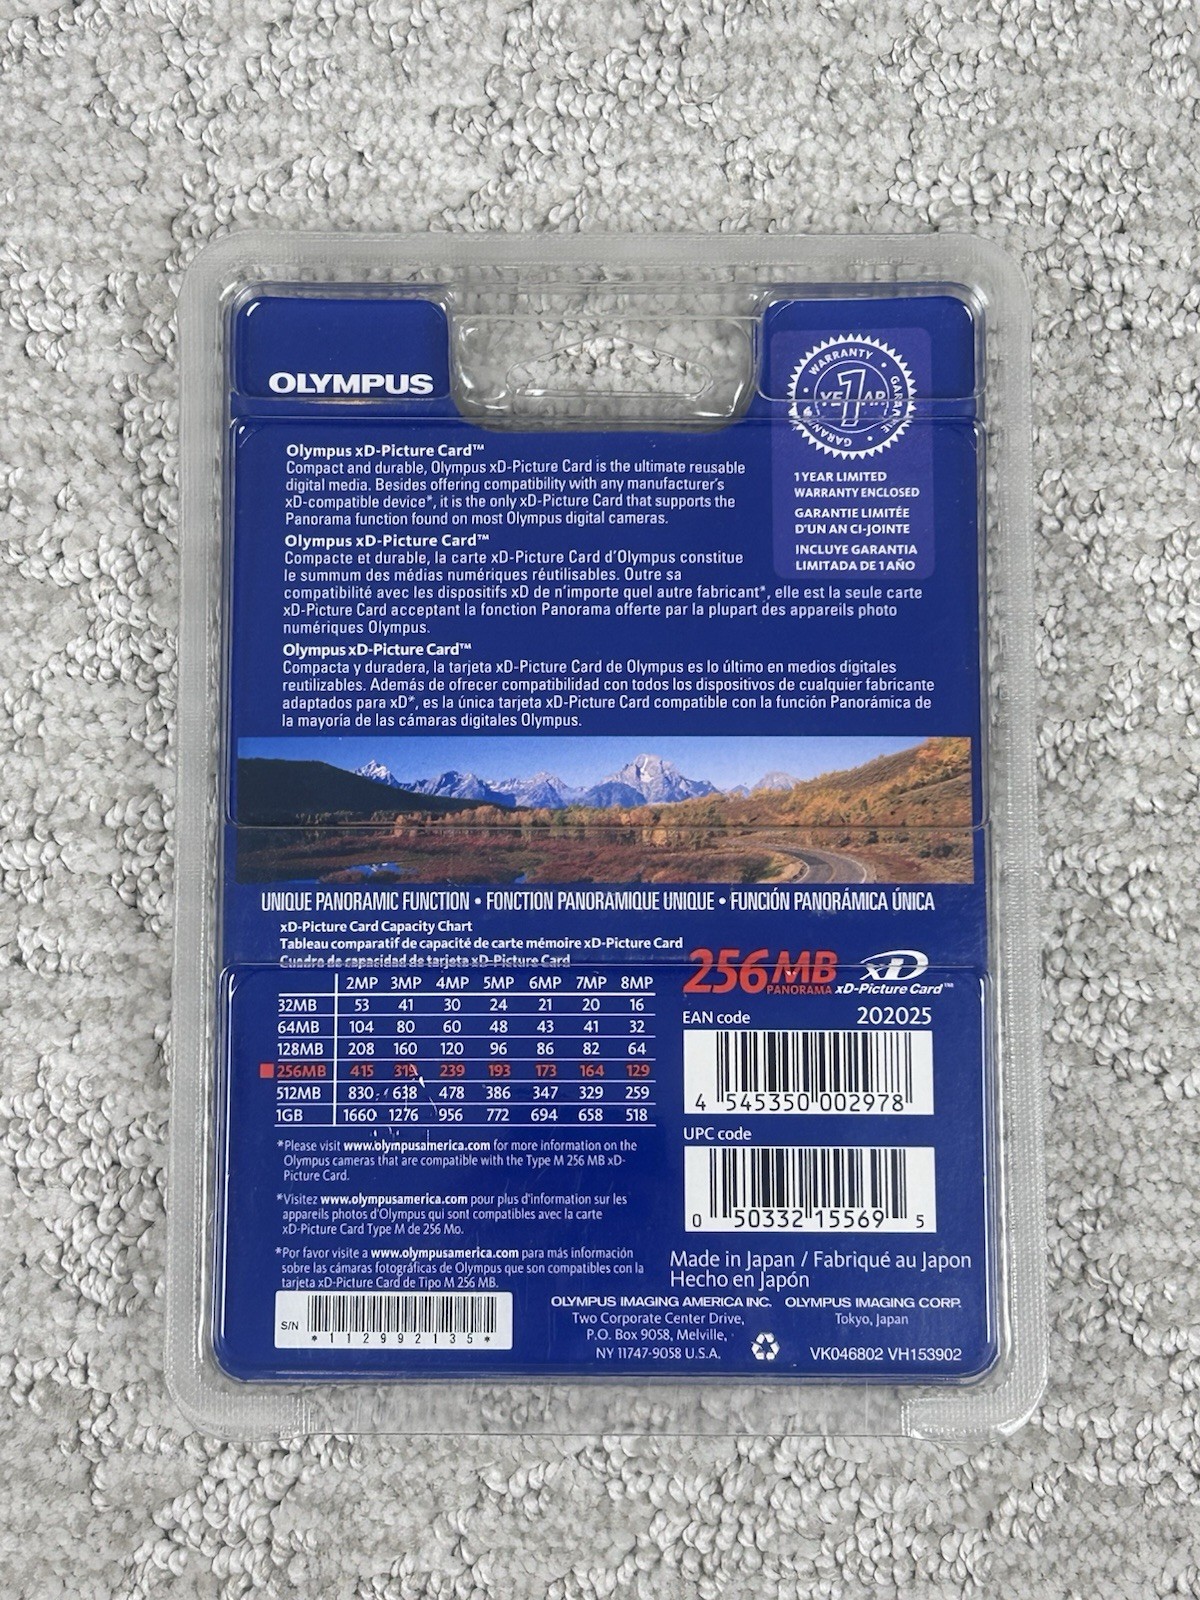 OLYMPUS
WARRANTY • GARANTIE • GARANTÍA •
1 YEAR
1 YEAR LIMITED
WARRANTY ENCLOSED
GARANTIE LIMITÉE
D'UN AN CI-JOINTE
INCLUYE GARANTIA
LIMITADA DE 1 AÑO
Olympus xD-Picture Card™
Compact and durable, Olympus xD-Picture Card is the ultimate reusable
digital media. Besides offering compatibility with any manufacturer's
xD-compatible device*, it is the only xD-Picture Card that supports the
Panorama function found on most Olympus digital cameras.
Olympus xD-Picture Card™
Compacte et durable, la carte xD-Picture Card d'Olympus constitue
le summum des médias numériques réutilisables. Outre sa
compatibilité avec les dispositifs xD de n'importe quel autre fabricant*, elle est la seule carte
xD-Picture Card acceptant la fonction Panorama offerte par la plupart des appareils photo
numériques Olympus.
Olympus xD-Picture Card™
Compacta y duradera, la tarjeta xD-Picture Card de Olympus es lo último en medios digitales
reutilizables. Además de ofrecer compatibilidad con todos los dispositivos de cualquier fabricante
adaptados para xD*, es la única tarjeta xD-Picture Card compatible con la función Panorámica de
la mayoría de las cámaras digitales Olympus.
UNIQUE PANORAMIC FUNCTION • FONCTION PANORAMIQUE UNIQUE • FUNCIÓN PANORÁMICA ÚNICA
xD-Picture Card Capacity Chart
Tableau comparatif de capacité de carte mémoire xD-Picture Card
Cuadro de capacidad de tarjeta xD-Picture Card
2MP 3MP 4MP 5MP 6MP 7MP 8MP
32MB 53 41 30 24 21 20 16
64MB 104 80 60 48 43 41 32
128MB 208 160 120 96 86 82 64
256MB 415 319 239 193 173 164 129
512MB 830 638 478 386 347 329 259
1GB 1660 1276 956 772 694 658 518
*Please visit www.olympusamerica.com for more information on the
Olympus cameras that are compatible with the Type M 256 MB xD-
Picture Card.
*Visitez www.olympusamerica.com pour plus d'information sur les
appareils photos d'Olympus qui sont compatibles avec la carte
xD-Picture Card Type M de 256 Mo.
*Por favor visite a www.olympusamerica.com para más información
sobre las cámaras fotográficas de Olympus que son compatibles con la
tarjeta xD-Picture Card de Tipo M 256 MB.
S/N
*112992135*
256MB
PANORAMA
xD
xD-Picture Card™
EAN code 202025
4 545350 002978
UPC code
0 50332 15569 5
Made in Japan / Fabriqué au Japon
Hecho en Japón
OLYMPUS IMAGING AMERICA INC.
Two Corporate Center Drive,
P.O. Box 9058, Melville,
NY 11747-9058 U.S.A.
OLYMPUS IMAGING CORP.
Tokyo, Japan
VK046802 VH153902